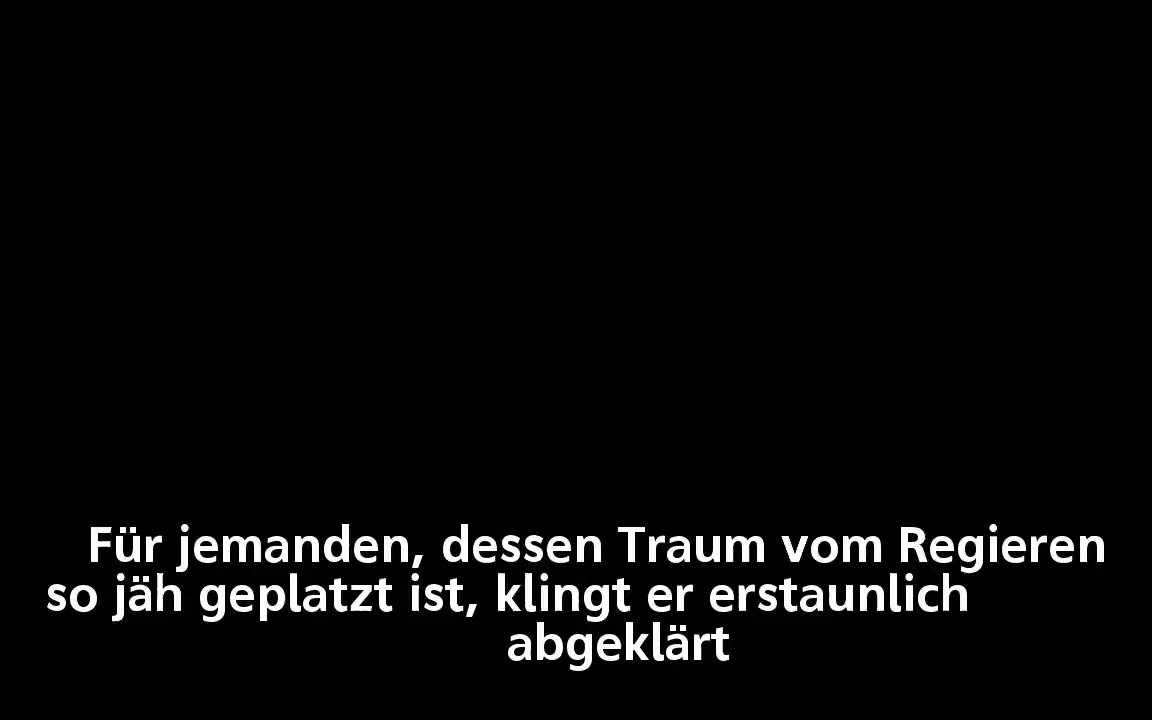 Für jemanden, dessen Traum vom Regieren
so jäh geplatzt ist, klingt er erstaunlich
abgeklärt